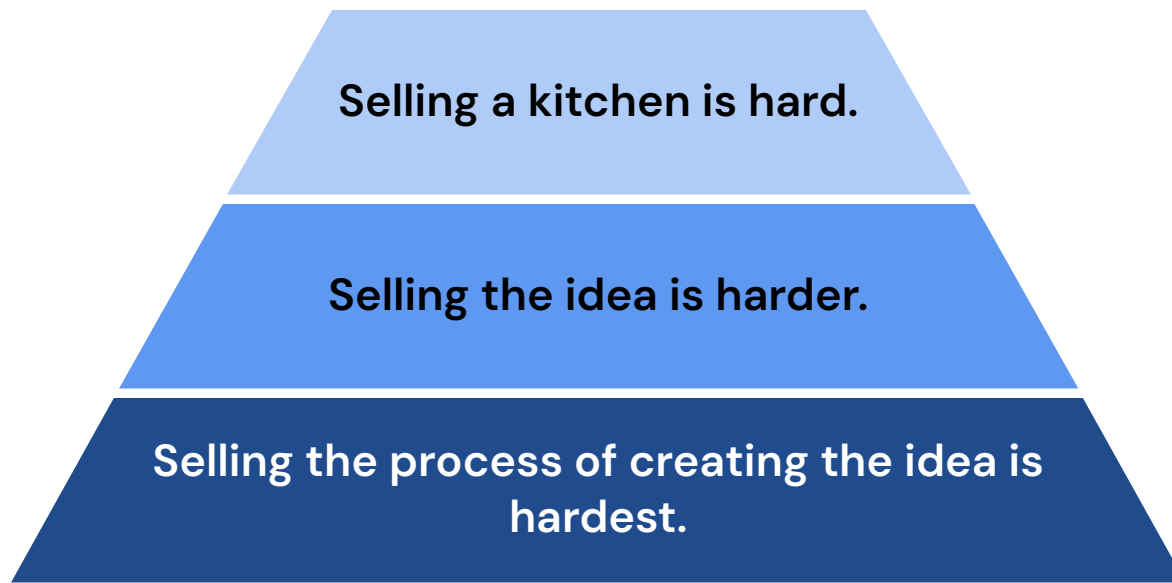 Selling a kitchen is hard.
Selling the idea is harder.
Selling the process of creating the idea is
hardest.